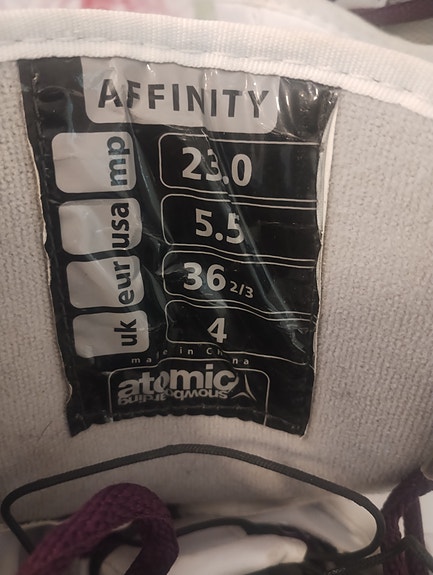 AFFINITY
mp 23.0
usa 5.5
eur 36 2/3
uk 4
made in China
atomic
snowboarding